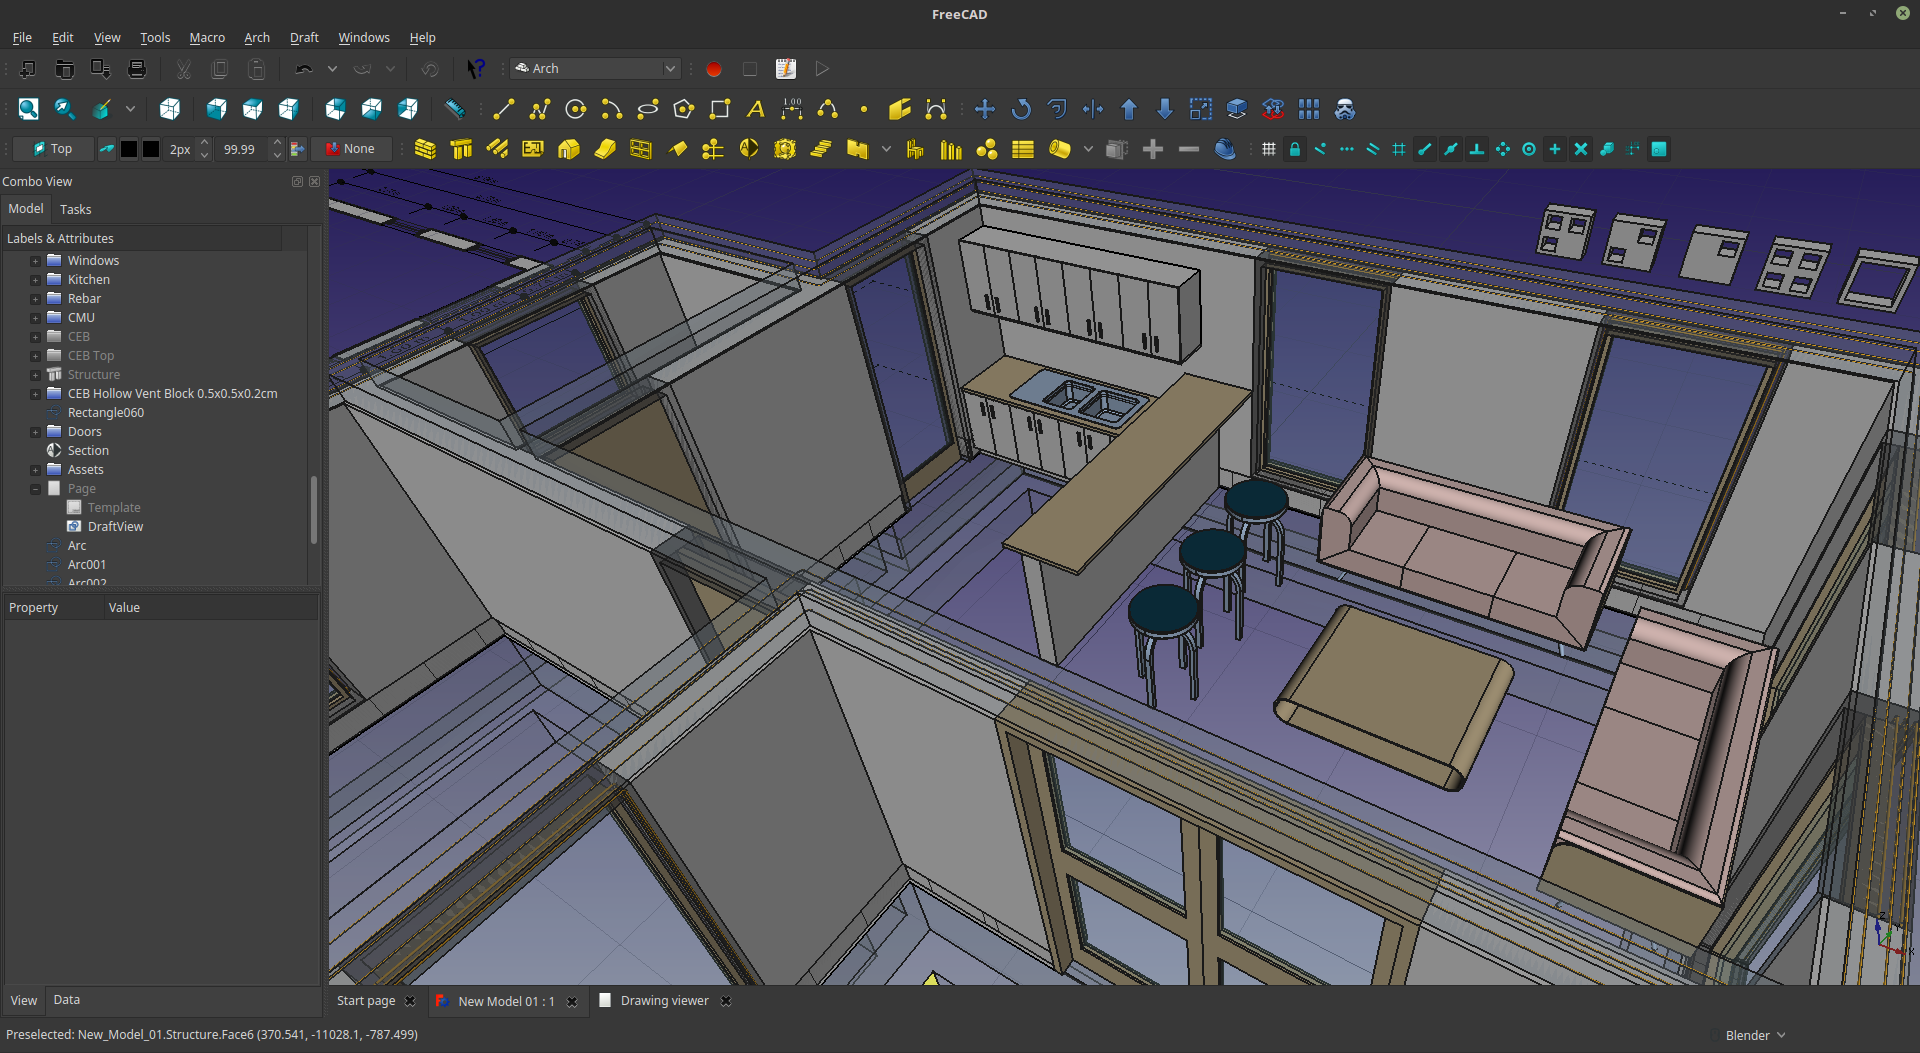 FreeCAD
File Edit View Tools Macro Arch Draft Windows Help
Arch
A 1.00
Top 2px 99.99 None
Combo View
Model Tasks
Labels & Attributes
Windows
Kitchen
Rebar
CMU
CEB
CEB Top
Structure
CEB Hollow Vent Block 0.5x0.5x0.2cm
Rectangle060
Doors
Section
Assets
Page
Template
DraftView
Arc
Arc001
Arc002
Property Value
View Data
Start page New Model 01 : 1 Drawing viewer
Preselected: New_Model_01.Structure.Face6 (370.541, -11028.1, -787.499)
Blender